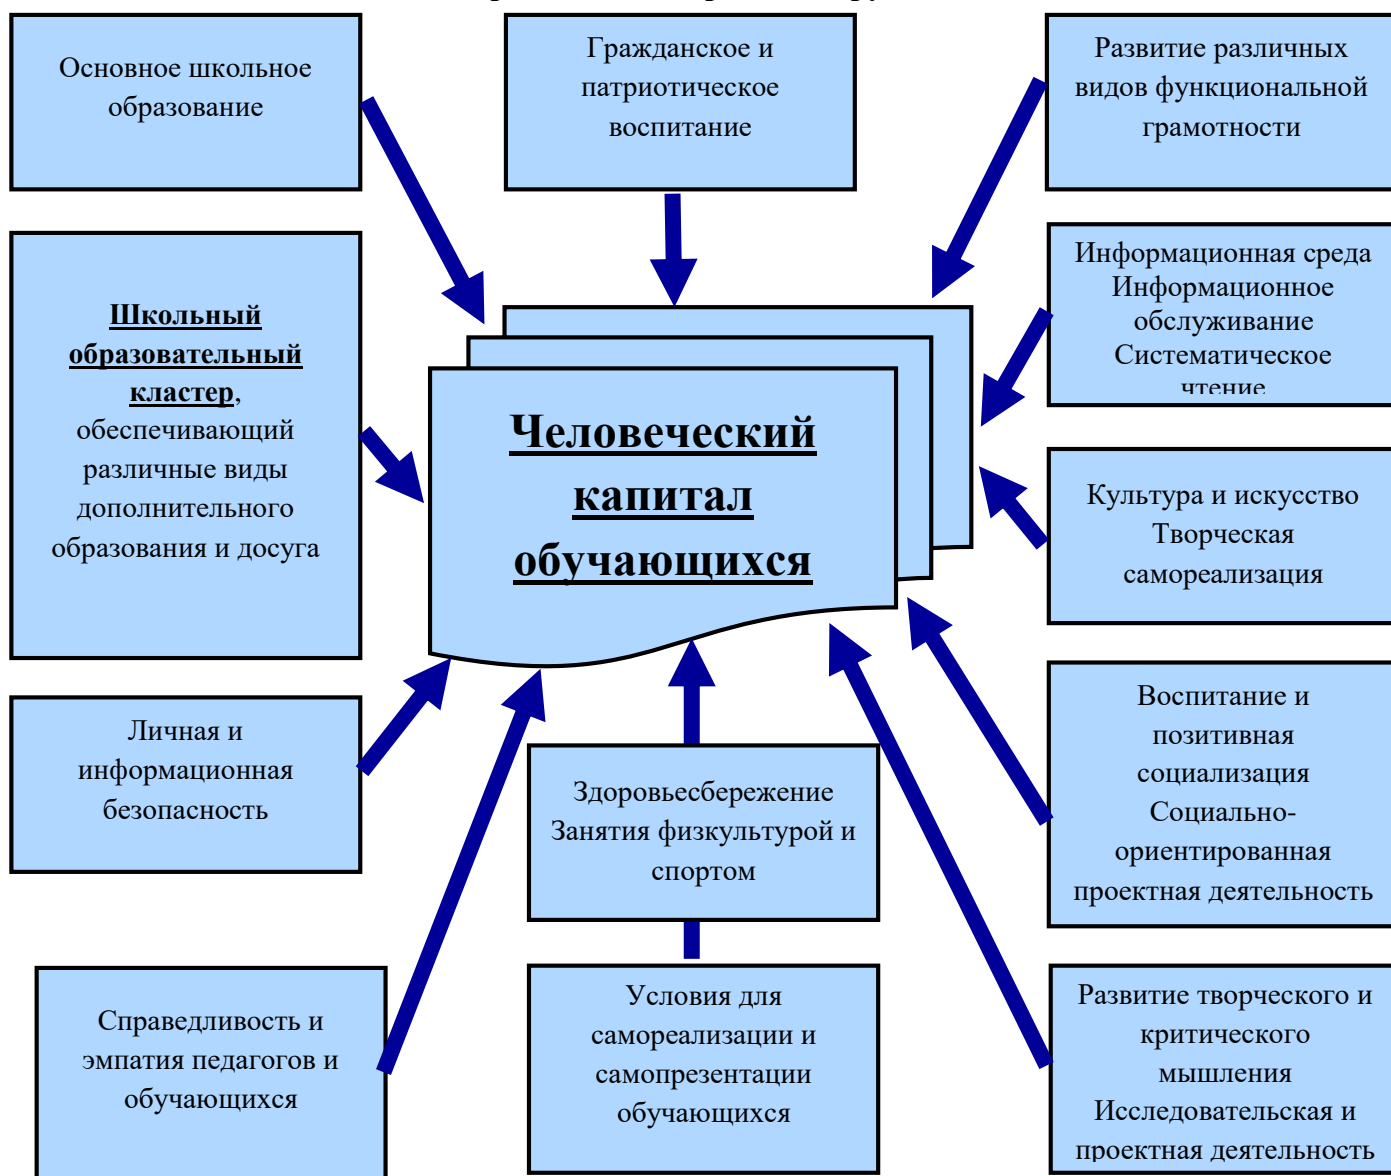 Основное школьное
образование
Гражданское и
патриотическое
воспитание
Развитие различных
видов функциональной
грамотности
Школьный
образовательный
кластер,
обеспечивающий
различные виды
дополнительного
образования и досуга
Информационная среда
Информационное
обслуживание
Систематическое
чтение
Человеческий
капитал
обучающихся
Культура и искусство
Творческая
самореализация
Личная и
информационная
безопасность
Здоровьесбережение
Занятия физкультурой и
спортом
Воспитание и
позитивная
социализация
Социально-
ориентированная
проектная деятельность
Справедливость и
эмпатия педагогов и
обучающихся
Условия для
самореализации и
самопрезентации
обучающихся
Развитие творческого и
критического
мышления
Исследовательская и
проектная деятельность